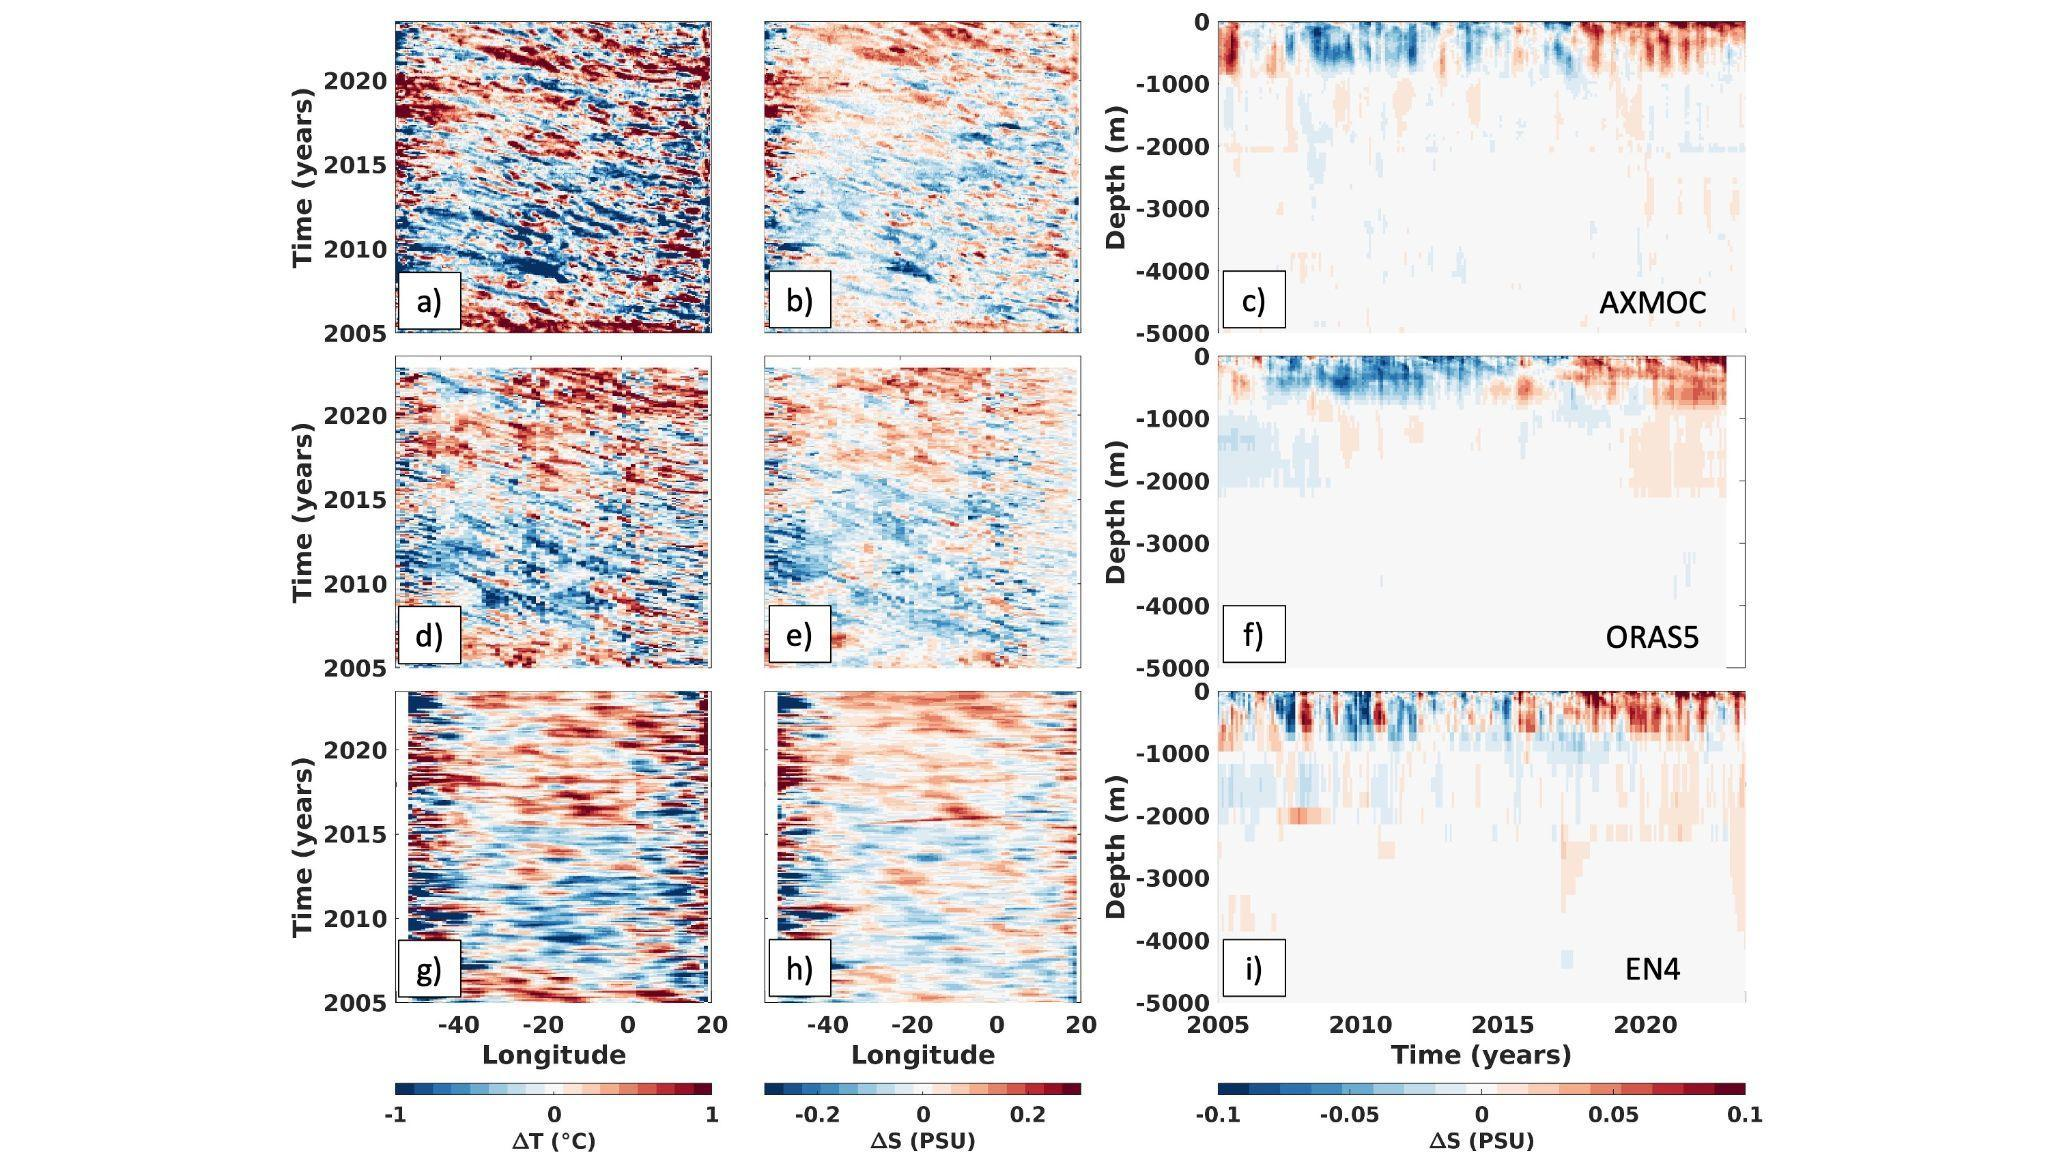 Time (years)
2020
2015
2010
2005
a)
b)
Depth (m)
0
-1000
-2000
-3000
-4000
-5000
c)
AXMOC
Time (years)
2020
2015
2010
2005
d)
e)
Depth (m)
0
-1000
-2000
-3000
-4000
-5000
f)
ORAS5
Time (years)
2020
2015
2010
2005
g)
h)
Depth (m)
0
-1000
-2000
-3000
-4000
-5000
i)
EN4
-40 -20 0 20
Longitude
-40 -20 0 20
Longitude
2005 2010 2015 2020
Time (years)
-1 0 1
ΔT (°C)
-0.2 0 0.2
ΔS (PSU)
-0.1 -0.05 0 0.05 0.1
ΔS (PSU)